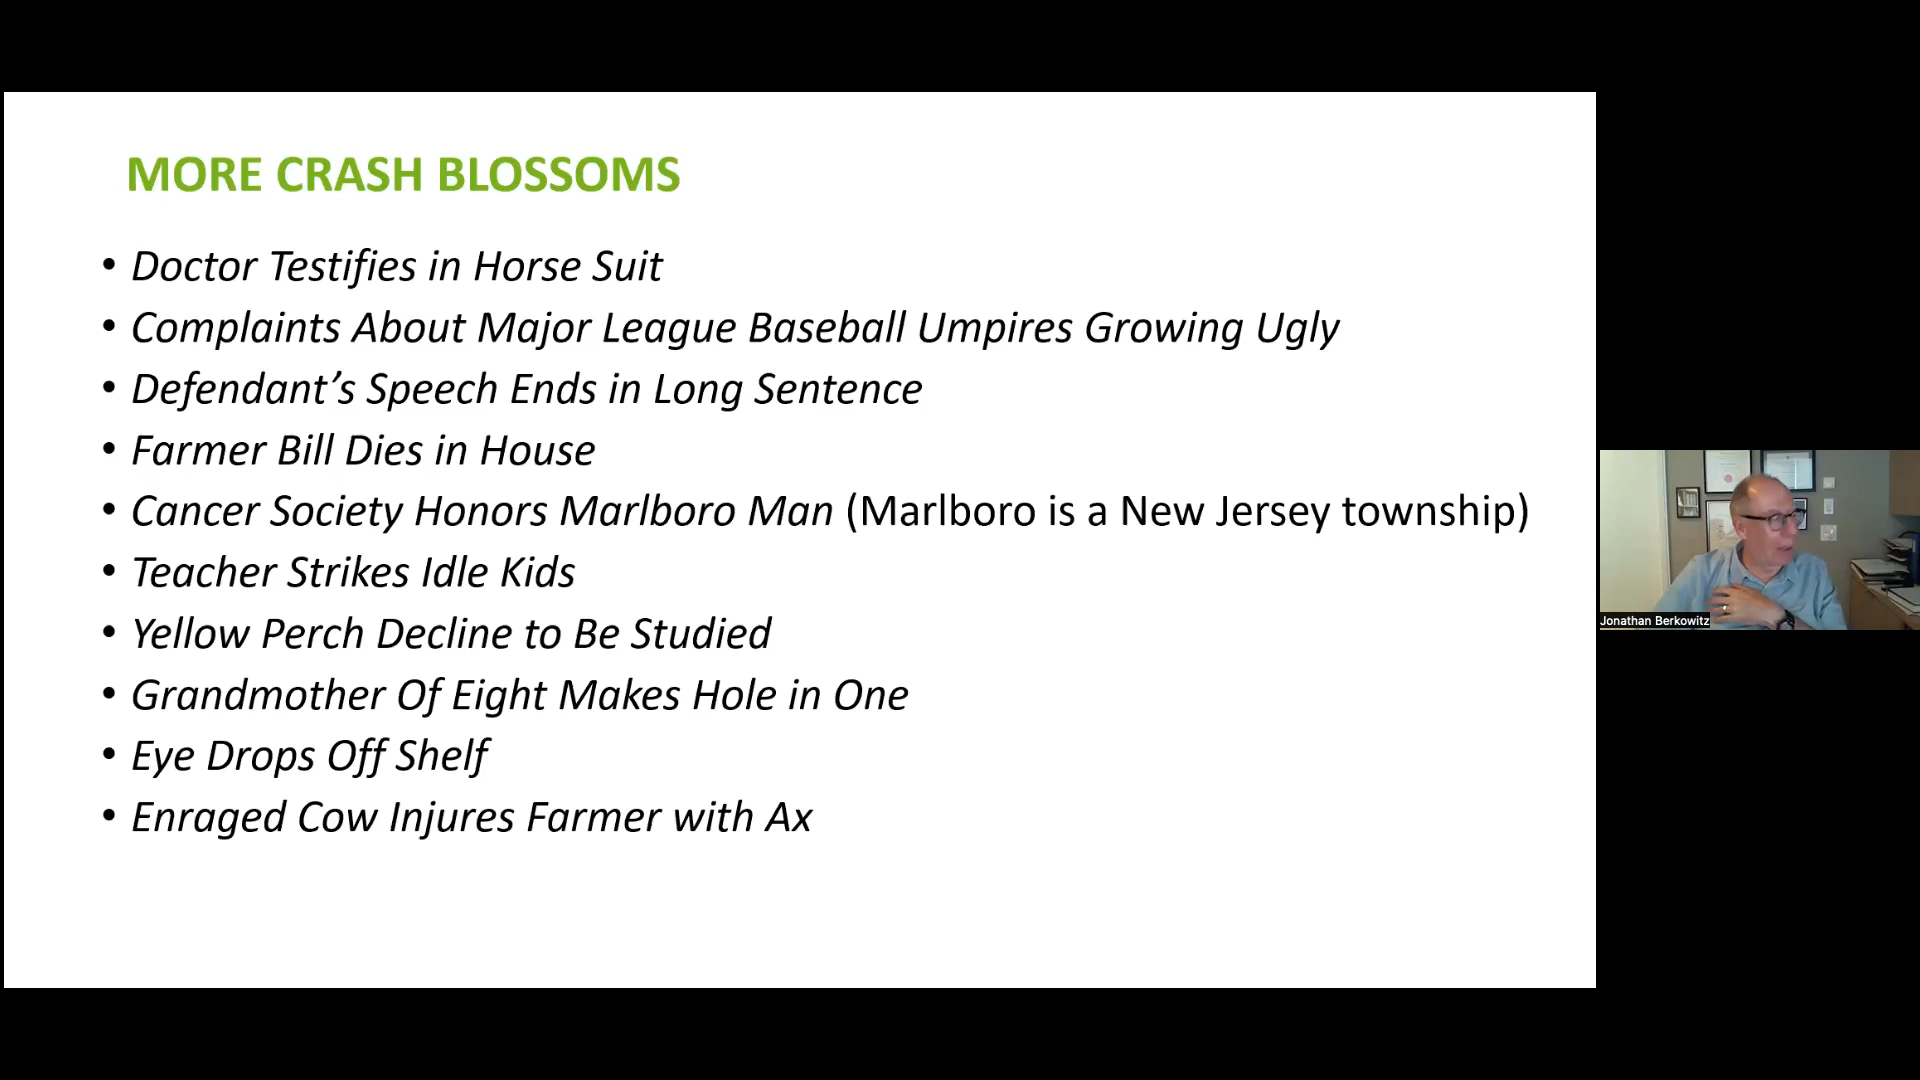 MORE CRASH BLOSSOMS
• Doctor Testifies in Horse Suit
• Complaints About Major League Baseball Umpires Growing Ugly
• Defendant’s Speech Ends in Long Sentence
• Farmer Bill Dies in House
• Cancer Society Honors Marlboro Man (Marlboro is a New Jersey township)
• Teacher Strikes Idle Kids
• Yellow Perch Decline to Be Studied
• Grandmother Of Eight Makes Hole in One
• Eye Drops Off Shelf
• Enraged Cow Injures Farmer with Ax
Jonathan Berkowitz